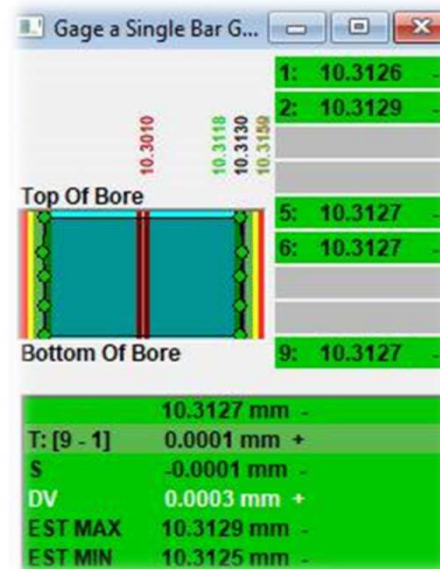 Gage a Single Bar G...
1: 10.3126 -
2: 10.3129 -
10.3010
10.3118
10.3130
10.3150
Top Of Bore
5: 10.3127 -
6: 10.3127 -
Bottom Of Bore
9: 10.3127 -
10.3127 mm -
T: [9 - 1] 0.0001 mm +
S -0.0001 mm -
DV 0.0003 mm +
EST MAX 10.3129 mm -
EST MIN 10.3125 mm -